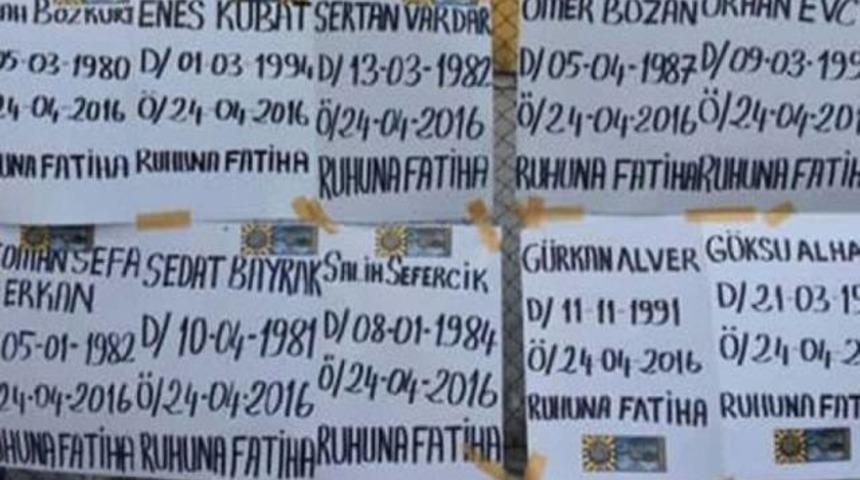 BOZKURT
ENES KUBAT
SERTAN VARDAR
ÖMER BOZAN
ORHAN EVC
05-03-1980
D/01-03 1994
D/13-03-1982
D/05-04-1987
D/09-03-199
24-04-2016
Ö/24-04-2016
Ö/24-04-2016
Ö/24-04-2016
Ö/24-04-201
UNA FATİHA
RUHUNA FATİHA
RUHUNA FATİHA
RUHUNA FATİHA
RUHUNA FATİH
SEFA
ERKAN
SEDAT BAYRAK
SALİH SEFERCİK
GÜRKAN ALVER
GÖKSU ALHA
05-01-1982
D/10-04-1981
D/08-01-1984
D/11-11-1991
D/21-03-19
24-04-2016
Ö/24-04-2016
Ö/24-04-2016
Ö/24 04-2016
Ö/24-04-2
UHUNA FATİHA
RUHUNA FATİHA
RUHUNA FATİHA
RUHUNA FATİHA
RUHUNA FAT